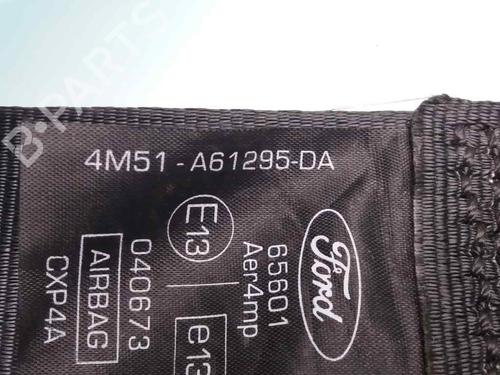 4M51 - A61295-DA
E13
Ford
65601
Aer4mp
040673
AIRBAG
CXP4A
e13
B-PARTS